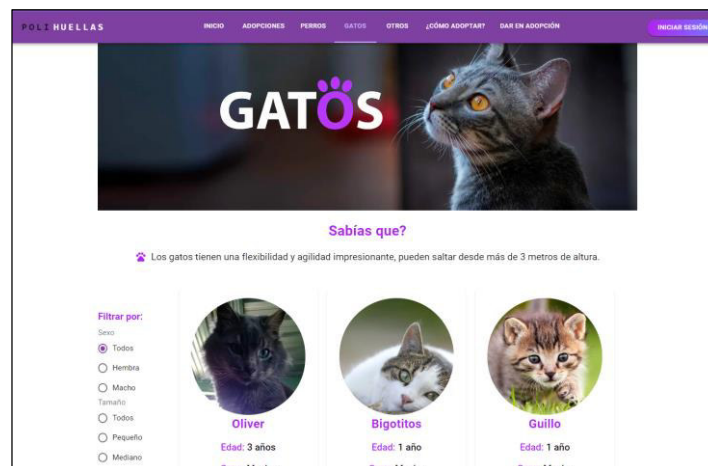 POLI HUELLAS INICIO ADOPCIONES PERROS GATOS OTROS ¿CÓMO ADOPTAR? DAR EN ADOPCIÓN INICIAR SESIÓN
GATOS
Sabías que?
Los gatos tienen una flexibilidad y agilidad impresionante, pueden saltar desde más de 3 metros de altura.
Filtrar por:
Sexo
Todos
Hembra
Macho
Tamaño
Todos
Pequeño
Mediano
Oliver
Edad: 3 años
Bigotitos
Edad: 1 año
Guillo
Edad: 1 año